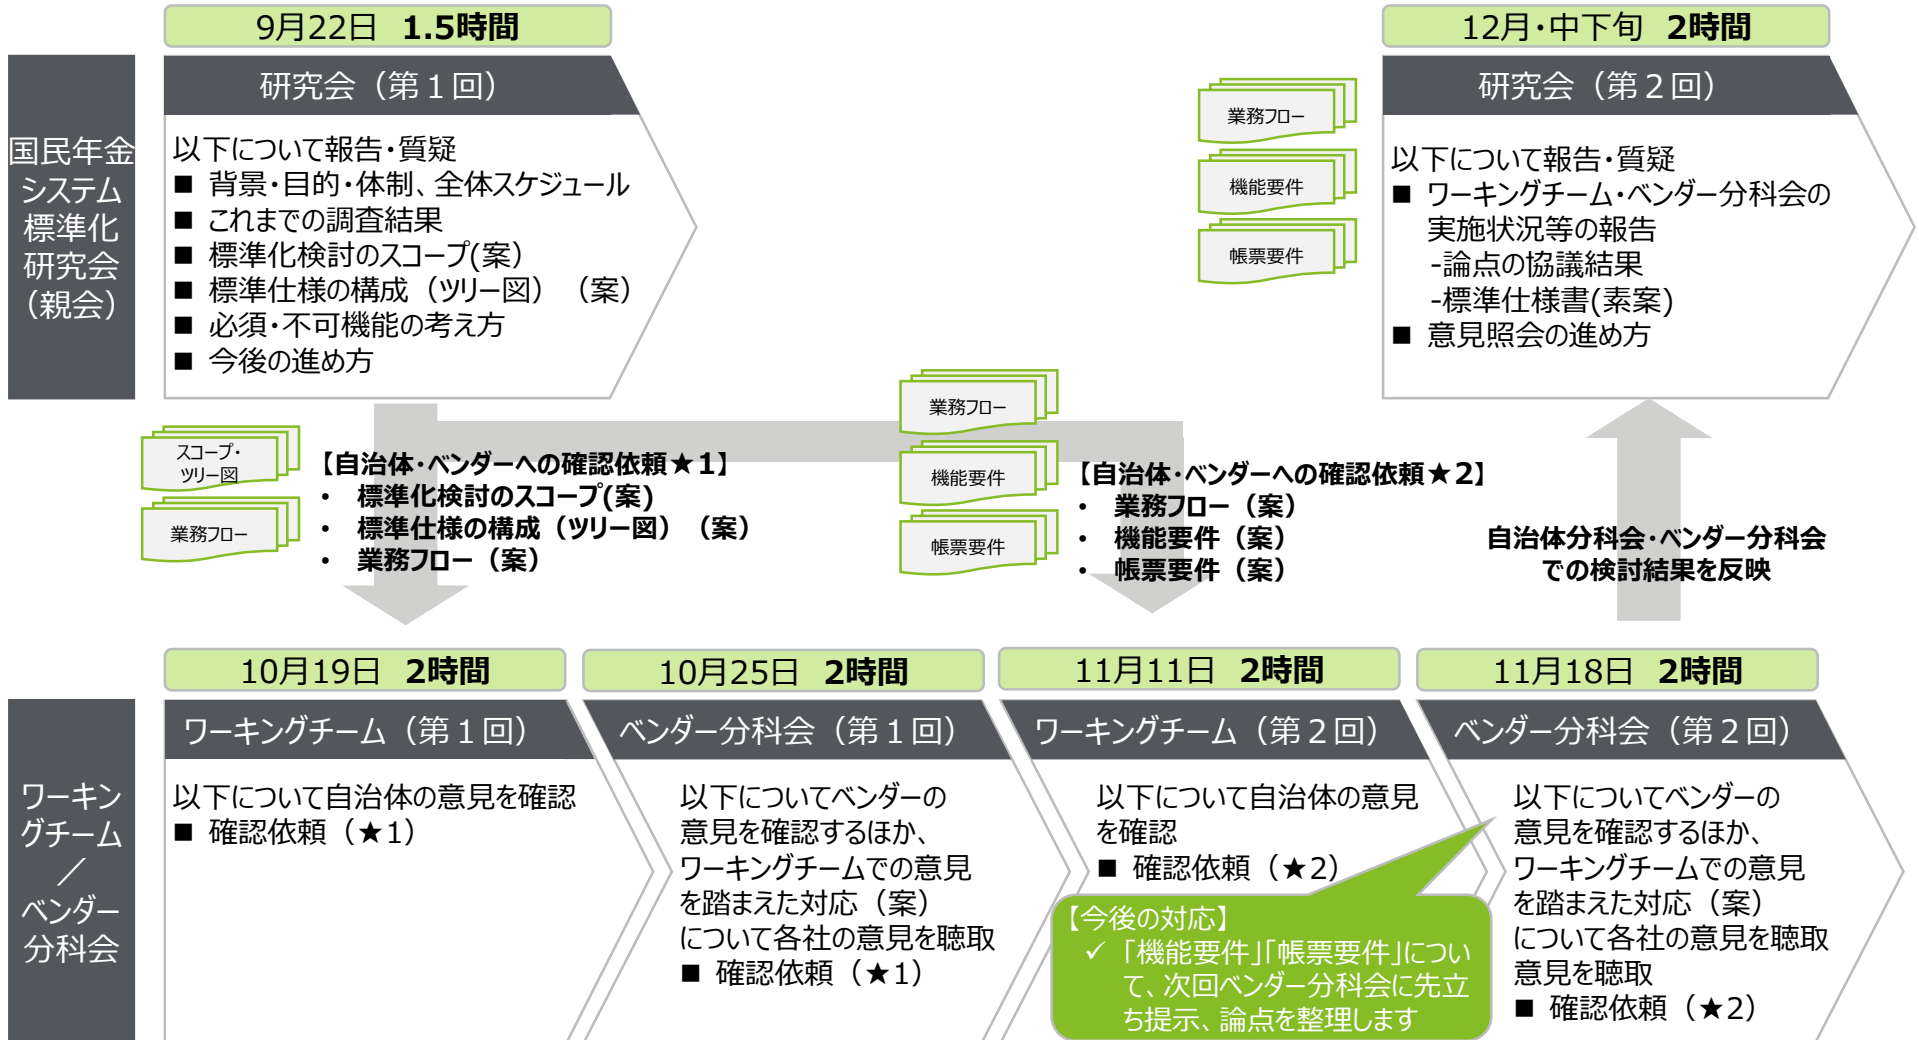 9月22日 1.5時間
12月・中下旬 2時間
国民年金
システム
標準化
研究会
（親会）
研究会（第１回）
以下について報告・質疑
■ 背景・目的・体制、全体スケジュール
■ これまでの調査結果
■ 標準化検討のスコープ(案)
■ 標準仕様の構成（ツリー図）（案）
■ 必須・不可機能の考え方
■ 今後の進め方
業務フロー
機能要件
帳票要件
研究会（第２回）
以下について報告・質疑
■ ワーキングチーム・ベンダー分科会の
実施状況等の報告
-論点の協議結果
-標準仕様書(素案)
■ 意見照会の進め方
スコープ・
ツリー図
業務フロー
【自治体・ベンダーへの確認依頼★1】
・ 標準化検討のスコープ(案)
・ 標準仕様の構成（ツリー図）（案）
・ 業務フロー（案）
業務フロー
機能要件
帳票要件
【自治体・ベンダーへの確認依頼★2】
・ 業務フロー（案）
・ 機能要件（案）
・ 帳票要件（案）
自治体分科会・ベンダー分科会
での検討結果を反映
10月19日 2時間
10月25日 2時間
11月11日 2時間
11月18日 2時間
ワーキン
グチーム
／
ベンダー
分科会
ワーキングチーム（第１回）
以下について自治体の意見を確認
■ 確認依頼（★1）
ベンダー分科会（第１回）
以下についてベンダーの
意見を確認するほか、
ワーキングチームでの意見
を踏まえた対応（案）
について各社の意見を聴取
■ 確認依頼（★1）
ワーキングチーム（第２回）
以下について自治体の意見
を確認
■ 確認依頼（★2）
【今後の対応】
✓ 「機能要件」「帳票要件」につい
て、次回ベンダー分科会に先立
ち提示、論点を整理します
ベンダー分科会（第２回）
以下についてベンダーの
意見を確認するほか、
ワーキングチームでの意見
を踏まえた対応（案）
について各社の意見を聴取
意見を聴取
■ 確認依頼（★2）